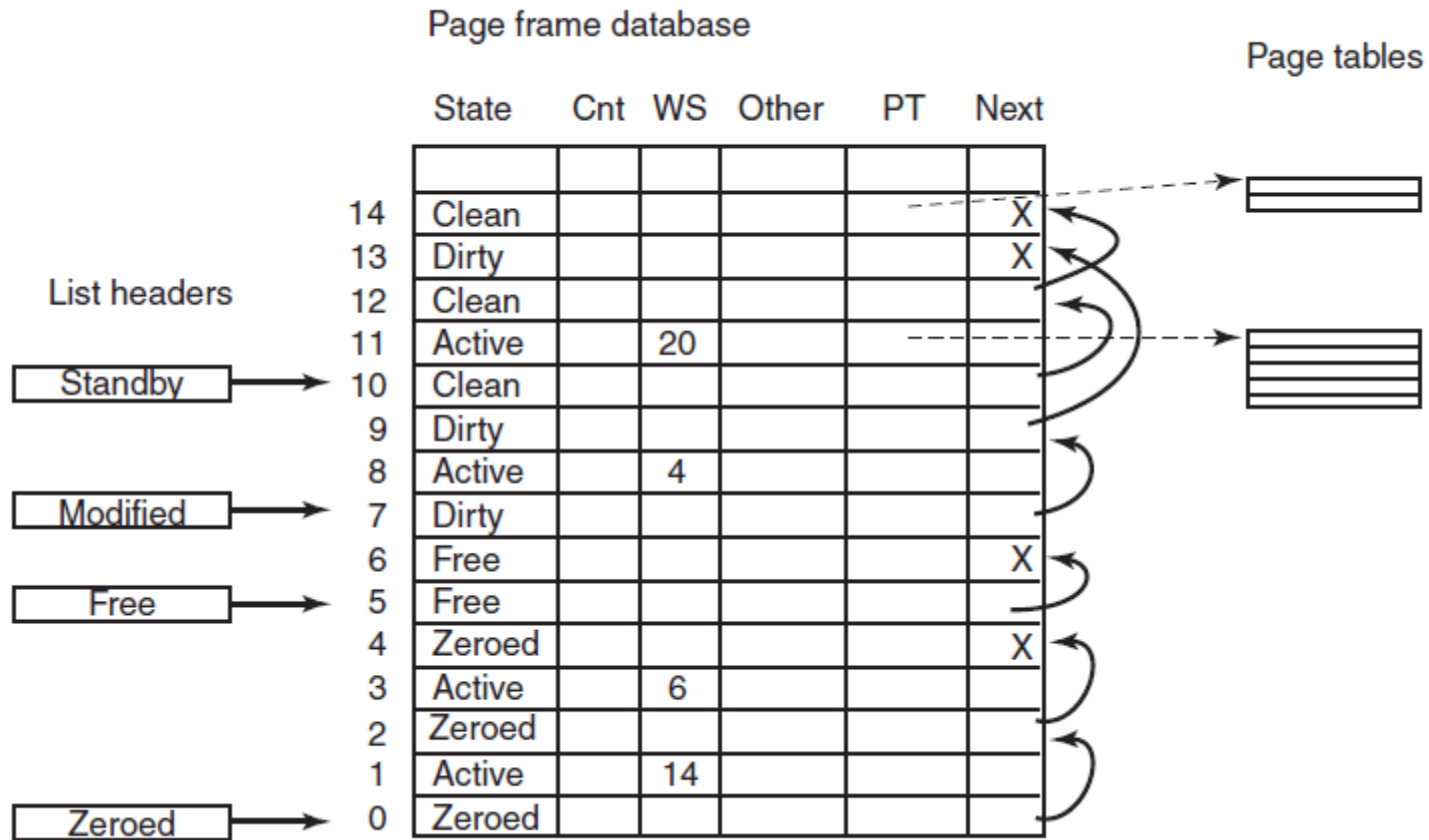 Page frame database
Page tables
State Cnt WS Other PT Next
14 Clean X
13 Dirty X
List headers
12 Clean
11 Active 20
Standby 10 Clean
9 Dirty
8 Active 4
Modified 7 Dirty
6 Free X
Free 5 Free
4 Zeroed X
3 Active 6
2 Zeroed
1 Active 14
Zeroed 0 Zeroed